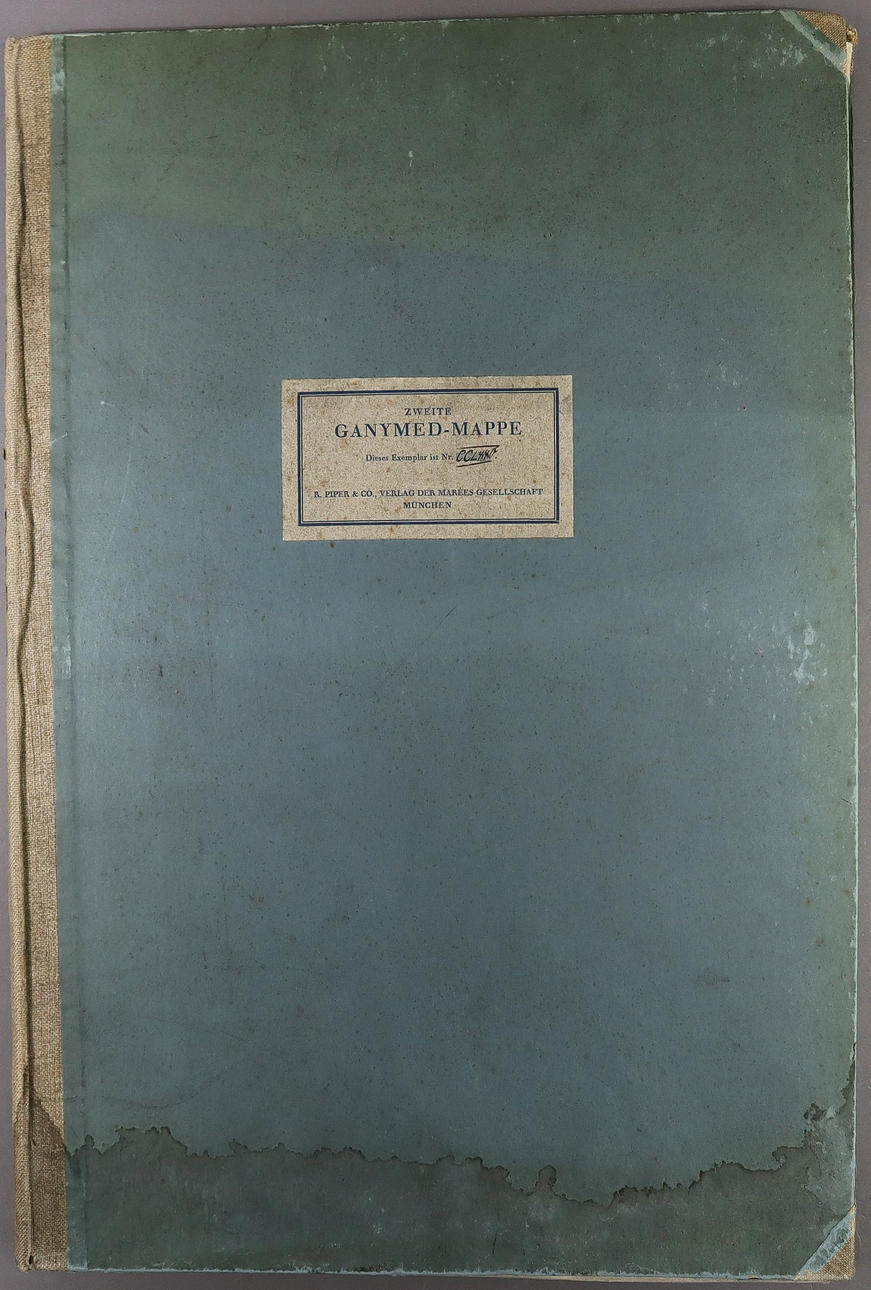 ZWEITE
GANYMED-MAPPE
Dieses Exemplar ist Nr.
R. PIPER & CO., VERLAG DER MARÉES-GESELLSCHAFT
MÜNCHEN